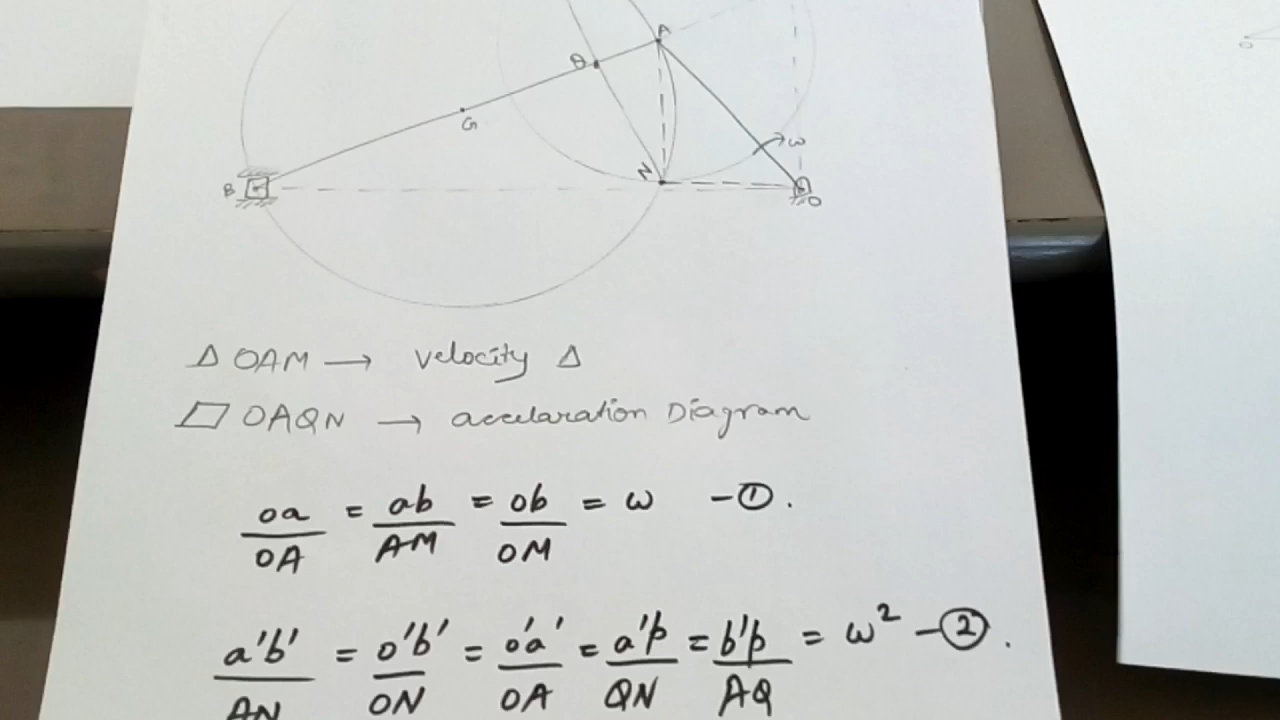 A
Q
G
ω
N
B
O
Δ OAM → velocity Δ
▱ OAQN → accelaration Diagram
oa/OA = ab/AM = ob/OM = ω - ①.
a'b'/AN = o'b'/ON = o'a'/OA = a'p/QN = b'p/AQ = ω² - ②.